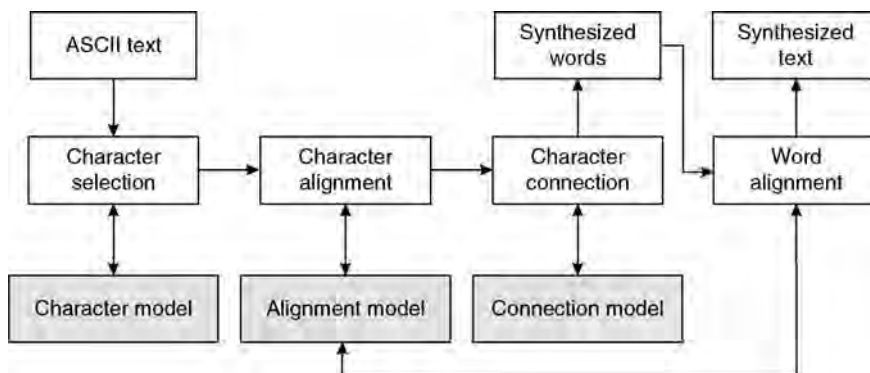 ASCII text
Synthesized
words
Synthesized
text
Character
selection
Character
alignment
Character
connection
Word
alignment
Character model
Alignment model
Connection model